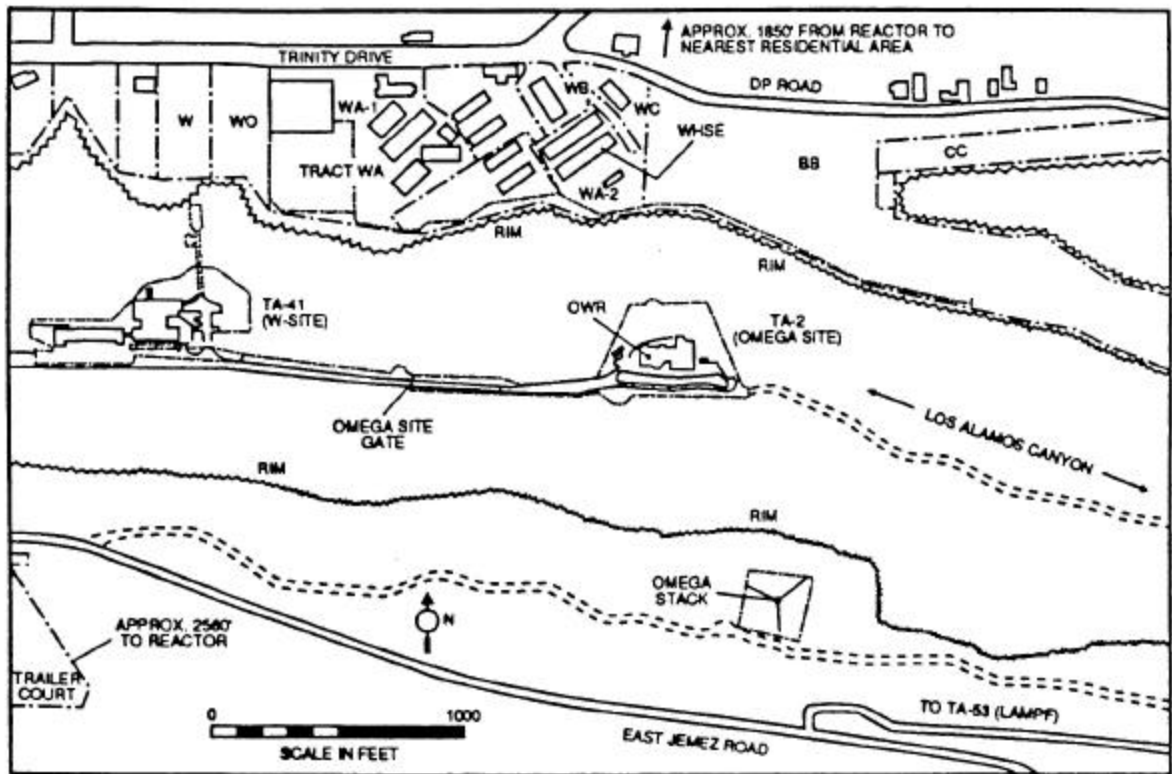 APPROX. 1850' FROM REACTOR TO
NEAREST RESIDENTIAL AREA
TRINITY DRIVE
DP ROAD
W
WO
WA-1
TRACT WA
WB
WC
WHSE
WA-2
BB
CC
RIM
RIM
TA-41
(W-SITE)
OWR
TA-2
(OMEGA SITE)
OMEGA SITE
GATE
LOS ALAMOS CANYON
RIM
RIM
OMEGA
STACK
N
APPROX. 2560'
TO REACTOR
TRAILER
COURT
0 1000
SCALE IN FEET
EAST JEMEZ ROAD
TO TA-53 (LAMPF)